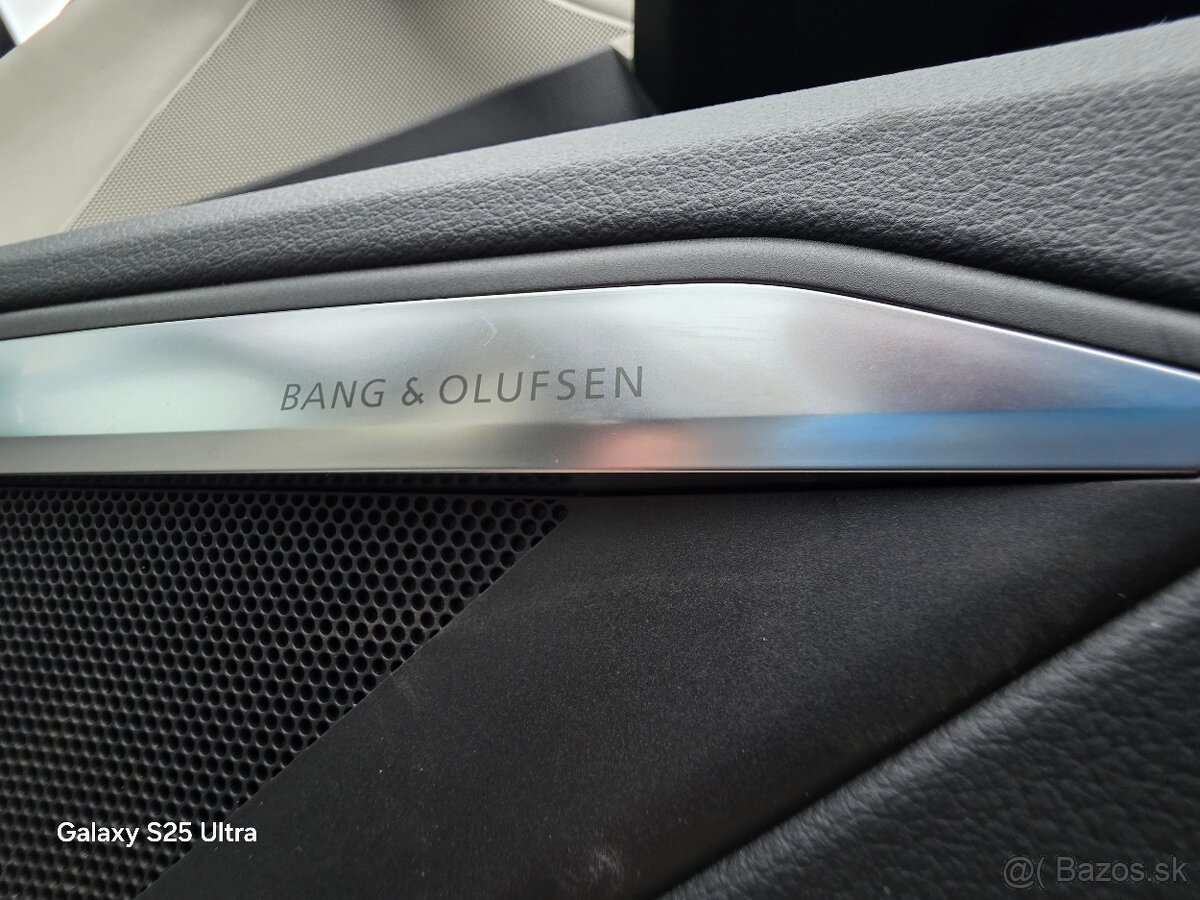 BANG & OLUFSEN
Galaxy S25 Ultra
@( Bazos.sk